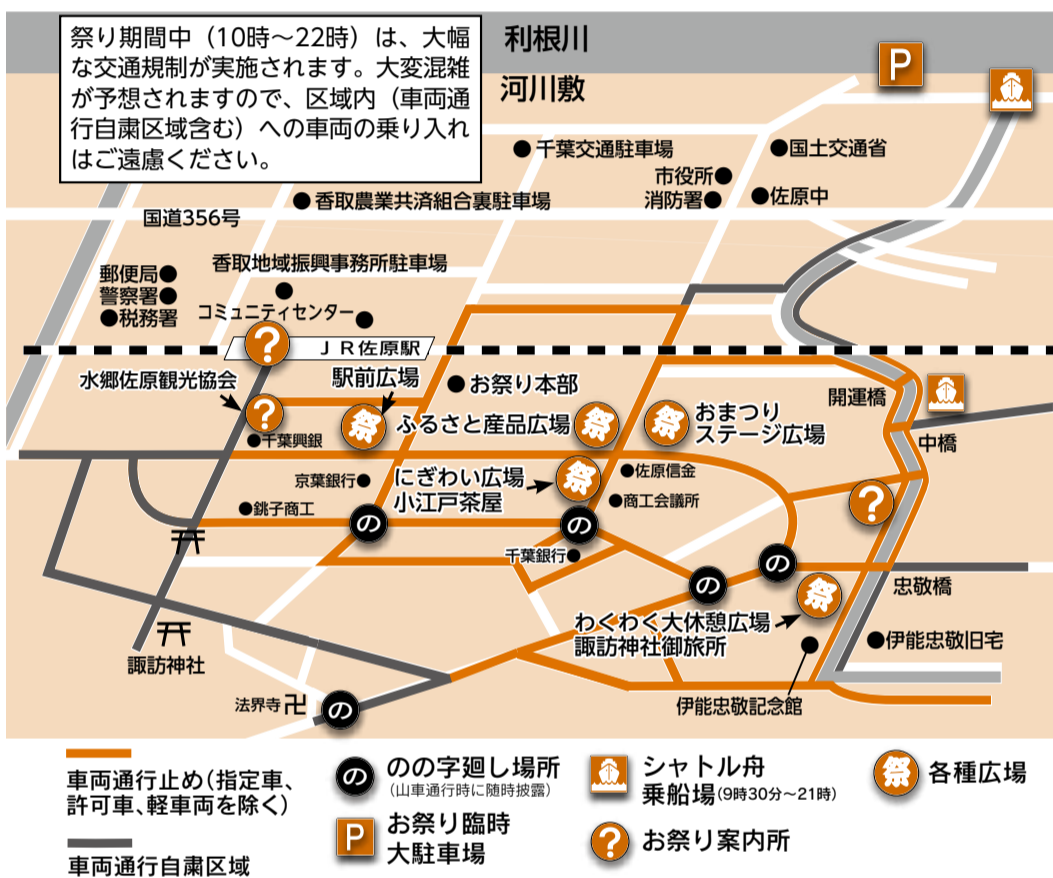 祭り期間中(10時～22時)は、大幅
な交通規制が実施されます。大変混雑
が予想されますので、区域内(車両通
行自粛区域含む)への車両の乗り入れ
はご遠慮ください。
利根川
河川敷
P
千葉交通駐車場
国土交通省
市役所
消防署
佐原中
香取農業共済組合裏駐車場
国道356号
香取地域振興事務所駐車場
郵便局
警察署
税務署
コミュニティセンター
?
JR佐原駅
水郷佐原観光協会
?
駅前広場
祭
お祭り本部
ふるさと産品広場
祭
祭
おまつり
ステージ広場
開運橋
中橋
千葉興銀
京葉銀行
にぎわい広場
小江戸茶屋
祭
佐原信金
商工会議所
?
銚子商工
の
の
千葉銀行
の
の
忠敬橋
祭
わくわく大休憩広場
諏訪神社御旅所
伊能忠敬旧宅
諏訪神社
法界寺卍
の
伊能忠敬記念館
車両通行止め(指定車、
許可車、軽車両を除く)
車両通行自粛区域
の
のの字廻し場所
(山車通行時に随時披露)
P
お祭り臨時
大駐車場
シャトル舟
乗船場(9時30分～21時)
?
お祭り案内所
祭
各種広場